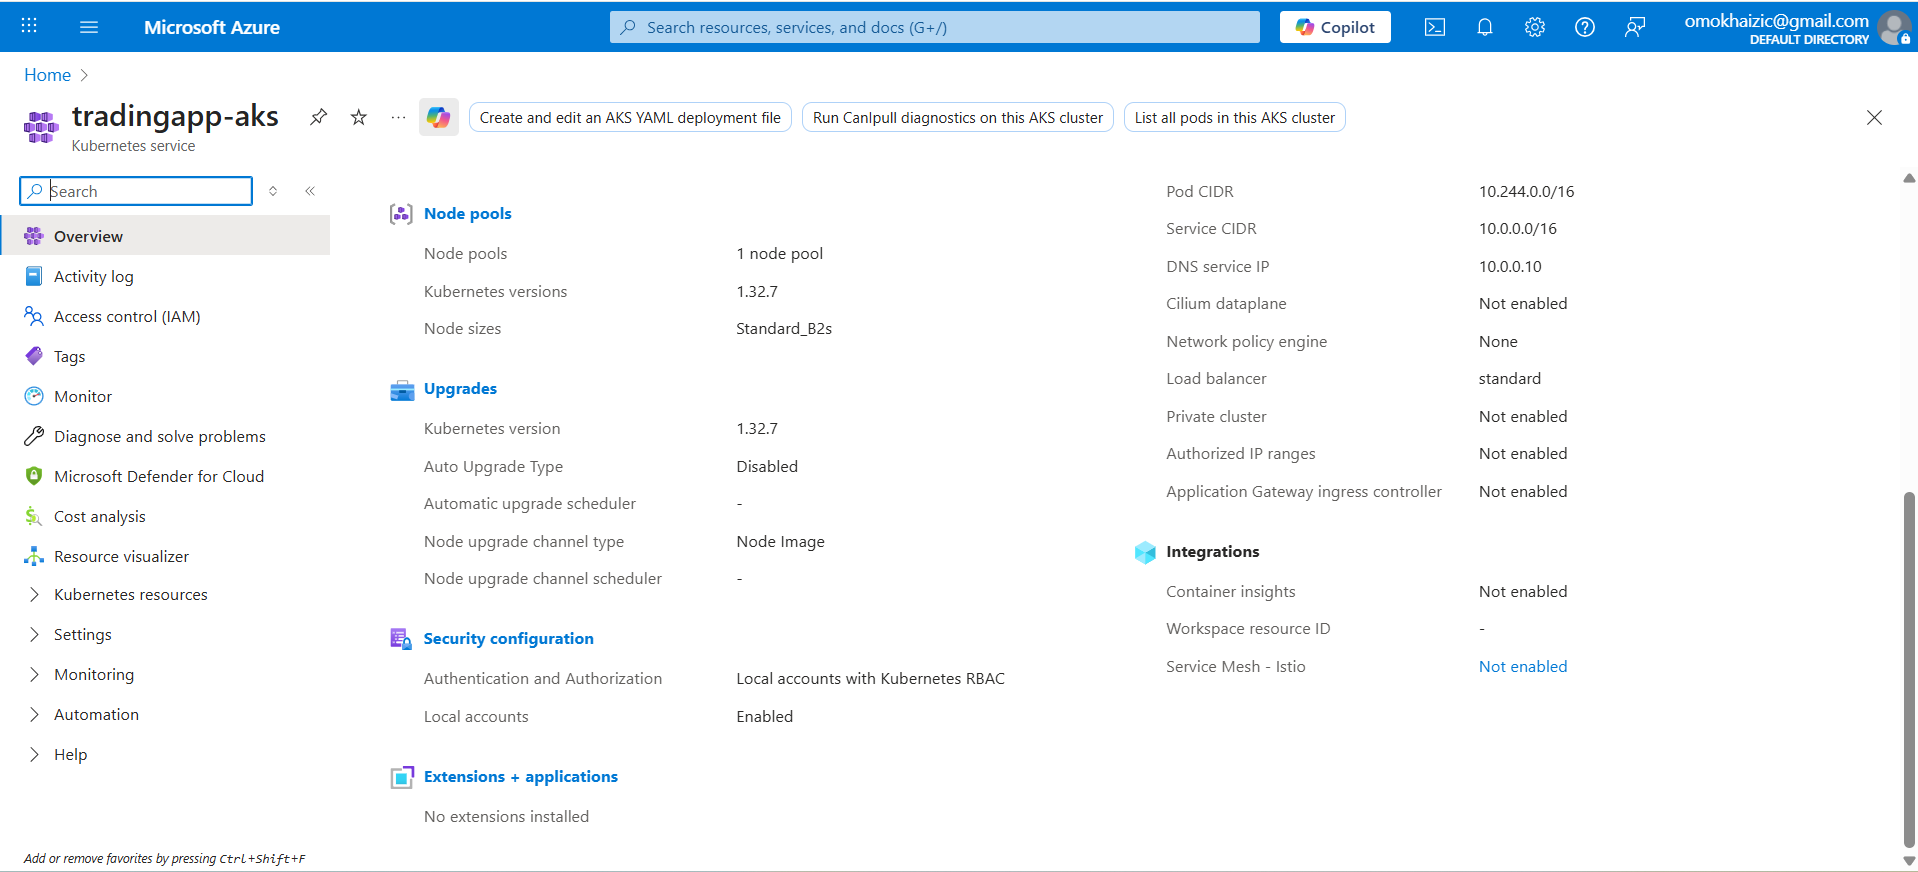 Microsoft Azure
Search resources, services, and docs (G+/)
Copilot
omokhaizic@gmail.com
DEFAULT DIRECTORY
Home
tradingapp-aks
Kubernetes service
Create and edit an AKS YAML deployment file
Run CanIpull diagnostics on this AKS cluster
List all pods in this AKS cluster
Search
Overview
Activity log
Access control (IAM)
Tags
Monitor
Diagnose and solve problems
Microsoft Defender for Cloud
Cost analysis
Resource visualizer
Kubernetes resources
Settings
Monitoring
Automation
Help
Add or remove favorites by pressing Ctrl+Shift+F
Node pools
Node pools 1 node pool
Kubernetes versions 1.32.7
Node sizes Standard_B2s
Upgrades
Kubernetes version 1.32.7
Auto Upgrade Type Disabled
Automatic upgrade scheduler -
Node upgrade channel type Node Image
Node upgrade channel scheduler -
Security configuration
Authentication and Authorization Local accounts with Kubernetes RBAC
Local accounts Enabled
Extensions + applications
No extensions installed
Pod CIDR 10.244.0.0/16
Service CIDR 10.0.0.0/16
DNS service IP 10.0.0.10
Cilium dataplane Not enabled
Network policy engine None
Load balancer standard
Private cluster Not enabled
Authorized IP ranges Not enabled
Application Gateway ingress controller Not enabled
Integrations
Container insights Not enabled
Workspace resource ID -
Service Mesh - Istio Not enabled